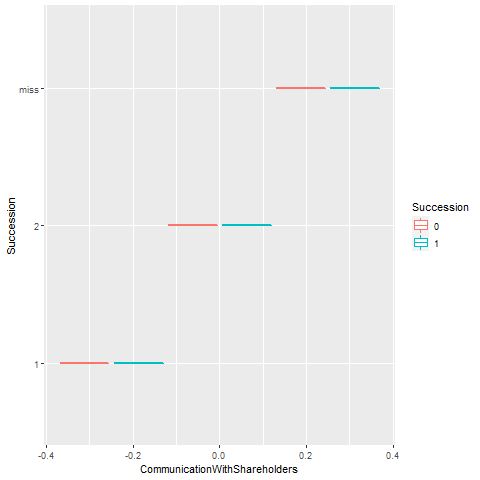 miss
2
1
Succession
-0.4 -0.2 0.0 0.2 0.4
CommunicationWithShareholders
Succession
0
1